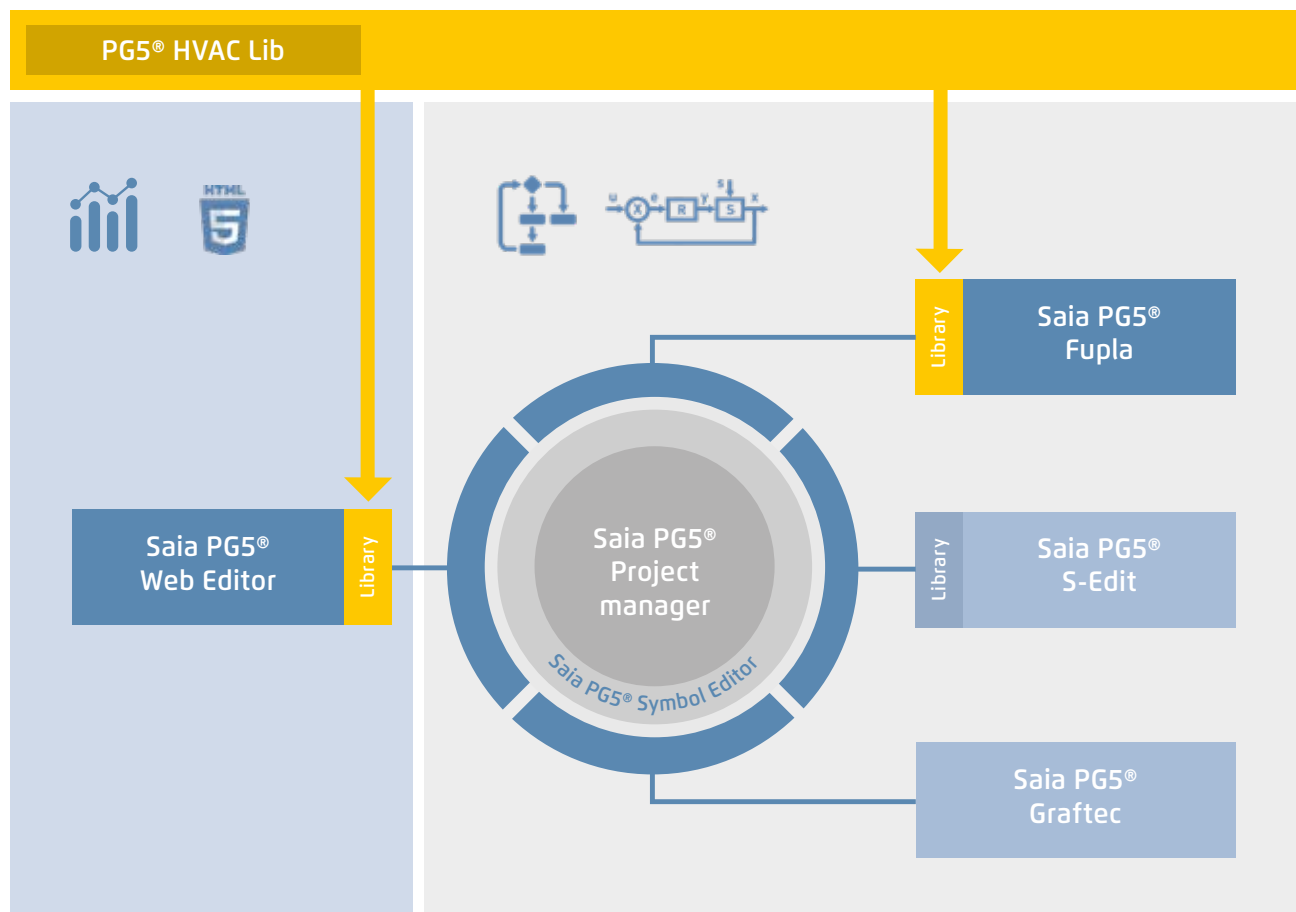 PG5® HVAC Lib
HTML
5
u
x
e
R
y
s
S
x
Library
Saia PG5®
Fupla
Saia PG5®
Web Editor
Library
Saia PG5®
Project
manager
Saia PG5® Symbol Editor
Library
Saia PG5®
S-Edit
Saia PG5®
Graftec